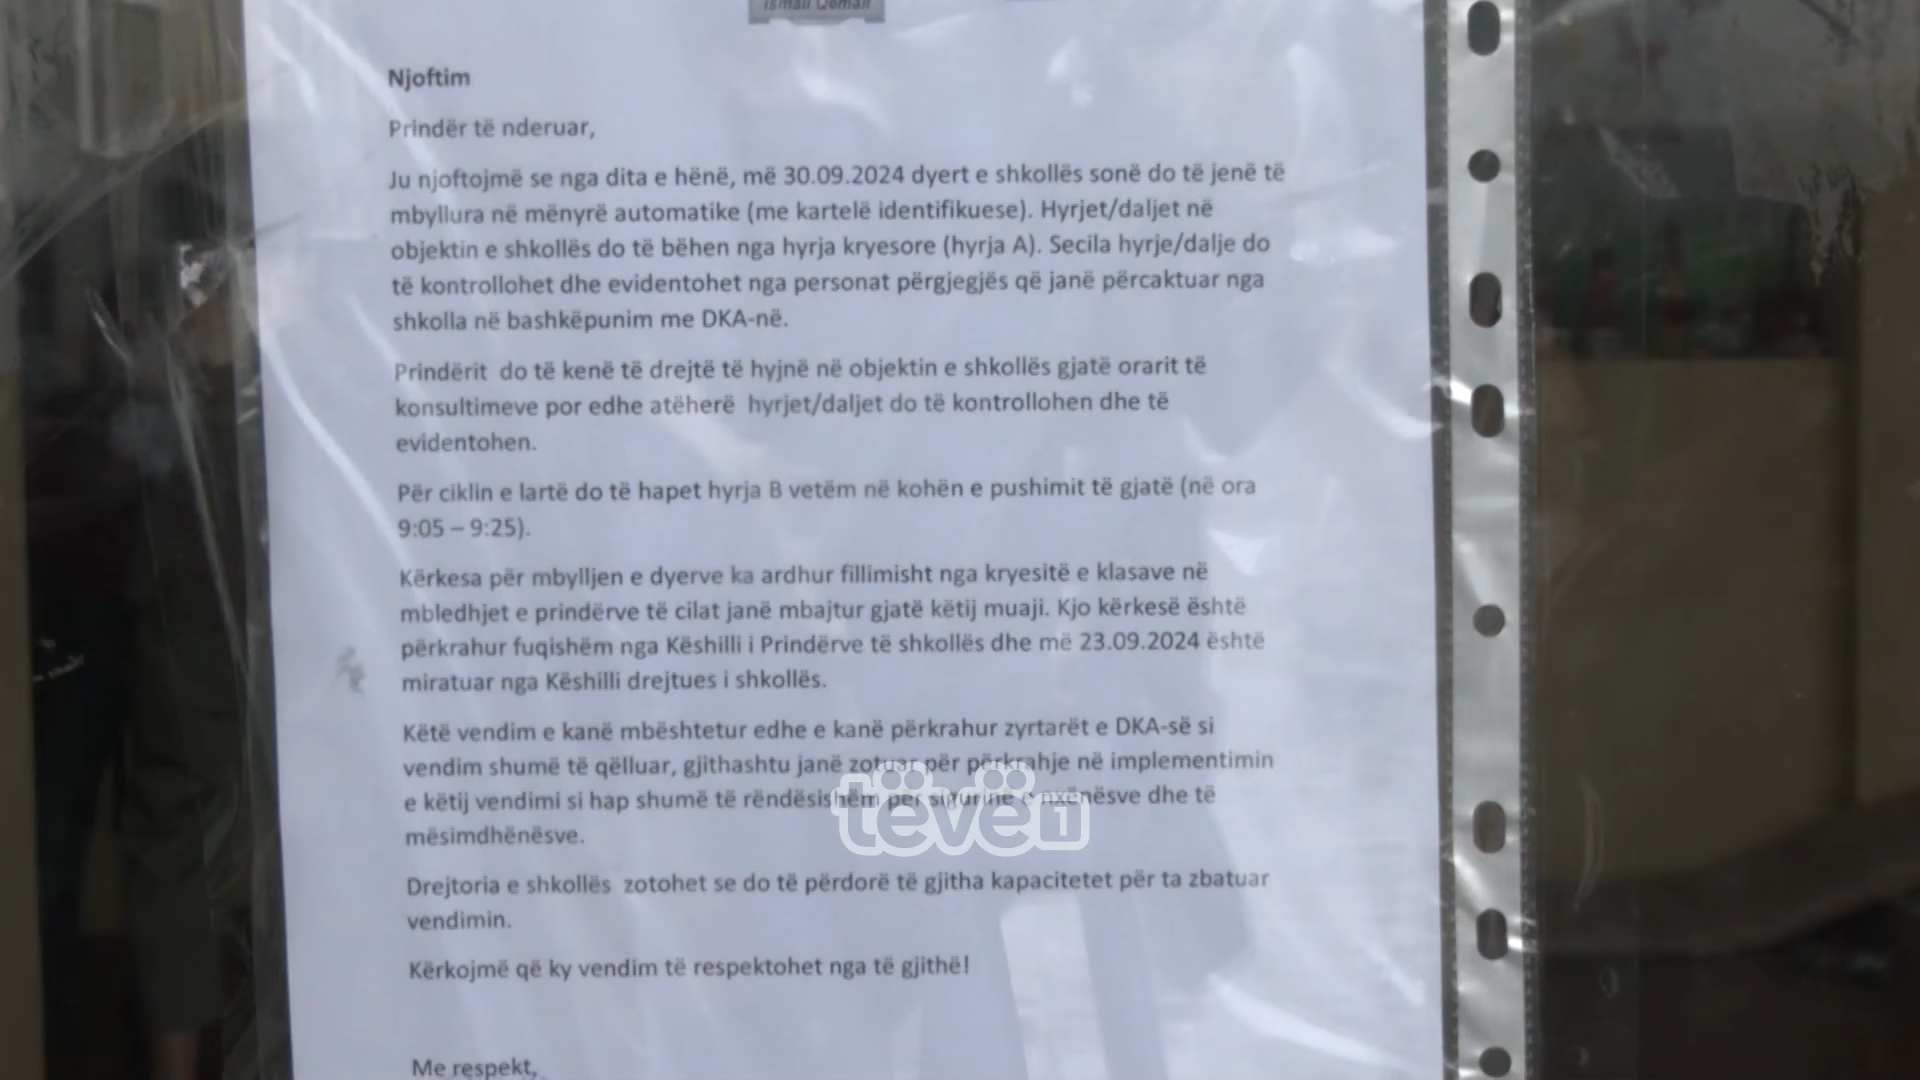 Ismail Qemali
Njoftim
Prindër të nderuar,
Ju njoftojmë se nga dita e hënë, më 30.09.2024 dyert e shkollës sonë do të jenë të
mbyllura në mënyrë automatike (me kartelë identifikuese). Hyrjet/daljet në
objektin e shkollës do të bëhen nga hyrja kryesore (hyrja A). Secila hyrje/dalje do
të kontrollohet dhe evidentohet nga personat përgjegjës që janë përcaktuar nga
shkolla në bashkëpunim me DKA-në.
Prindërit do të kenë të drejtë të hyjnë në objektin e shkollës gjatë orarit të
konsultimeve por edhe atëherë hyrjet/daljet do të kontrollohen dhe të
evidentohen.
Për ciklin e lartë do të hapet hyrja B vetëm në kohën e pushimit të gjatë (në ora
9:05 – 9:25).
Kërkesa për mbylljen e dyerve ka ardhur fillimisht nga kryesitë e klasave në
mbledhjet e prindërve të cilat janë mbajtur gjatë këtij muaji. Kjo kërkesë është
përkrahur fuqishëm nga Këshilli i Prindërve të shkollës dhe më 23.09.2024 është
miratuar nga Këshilli drejtues i shkollës.
Këtë vendim e kanë mbështetur edhe e kanë përkrahur zyrtarët e DKA-së si
vendim shumë të qëlluar, gjithashtu janë zotuar për përkrahje në implementimin
e këtij vendimi si hap shumë të rëndësishëm për sigurinë e nxënësve dhe të
mësimdhënësve.
tëvë1
Drejtoria e shkollës zotohet se do të përdorë të gjitha kapacitetet për ta zbatuar
vendimin.
Kërkojmë që ky vendim të respektohet nga të gjithë!
Me respekt,